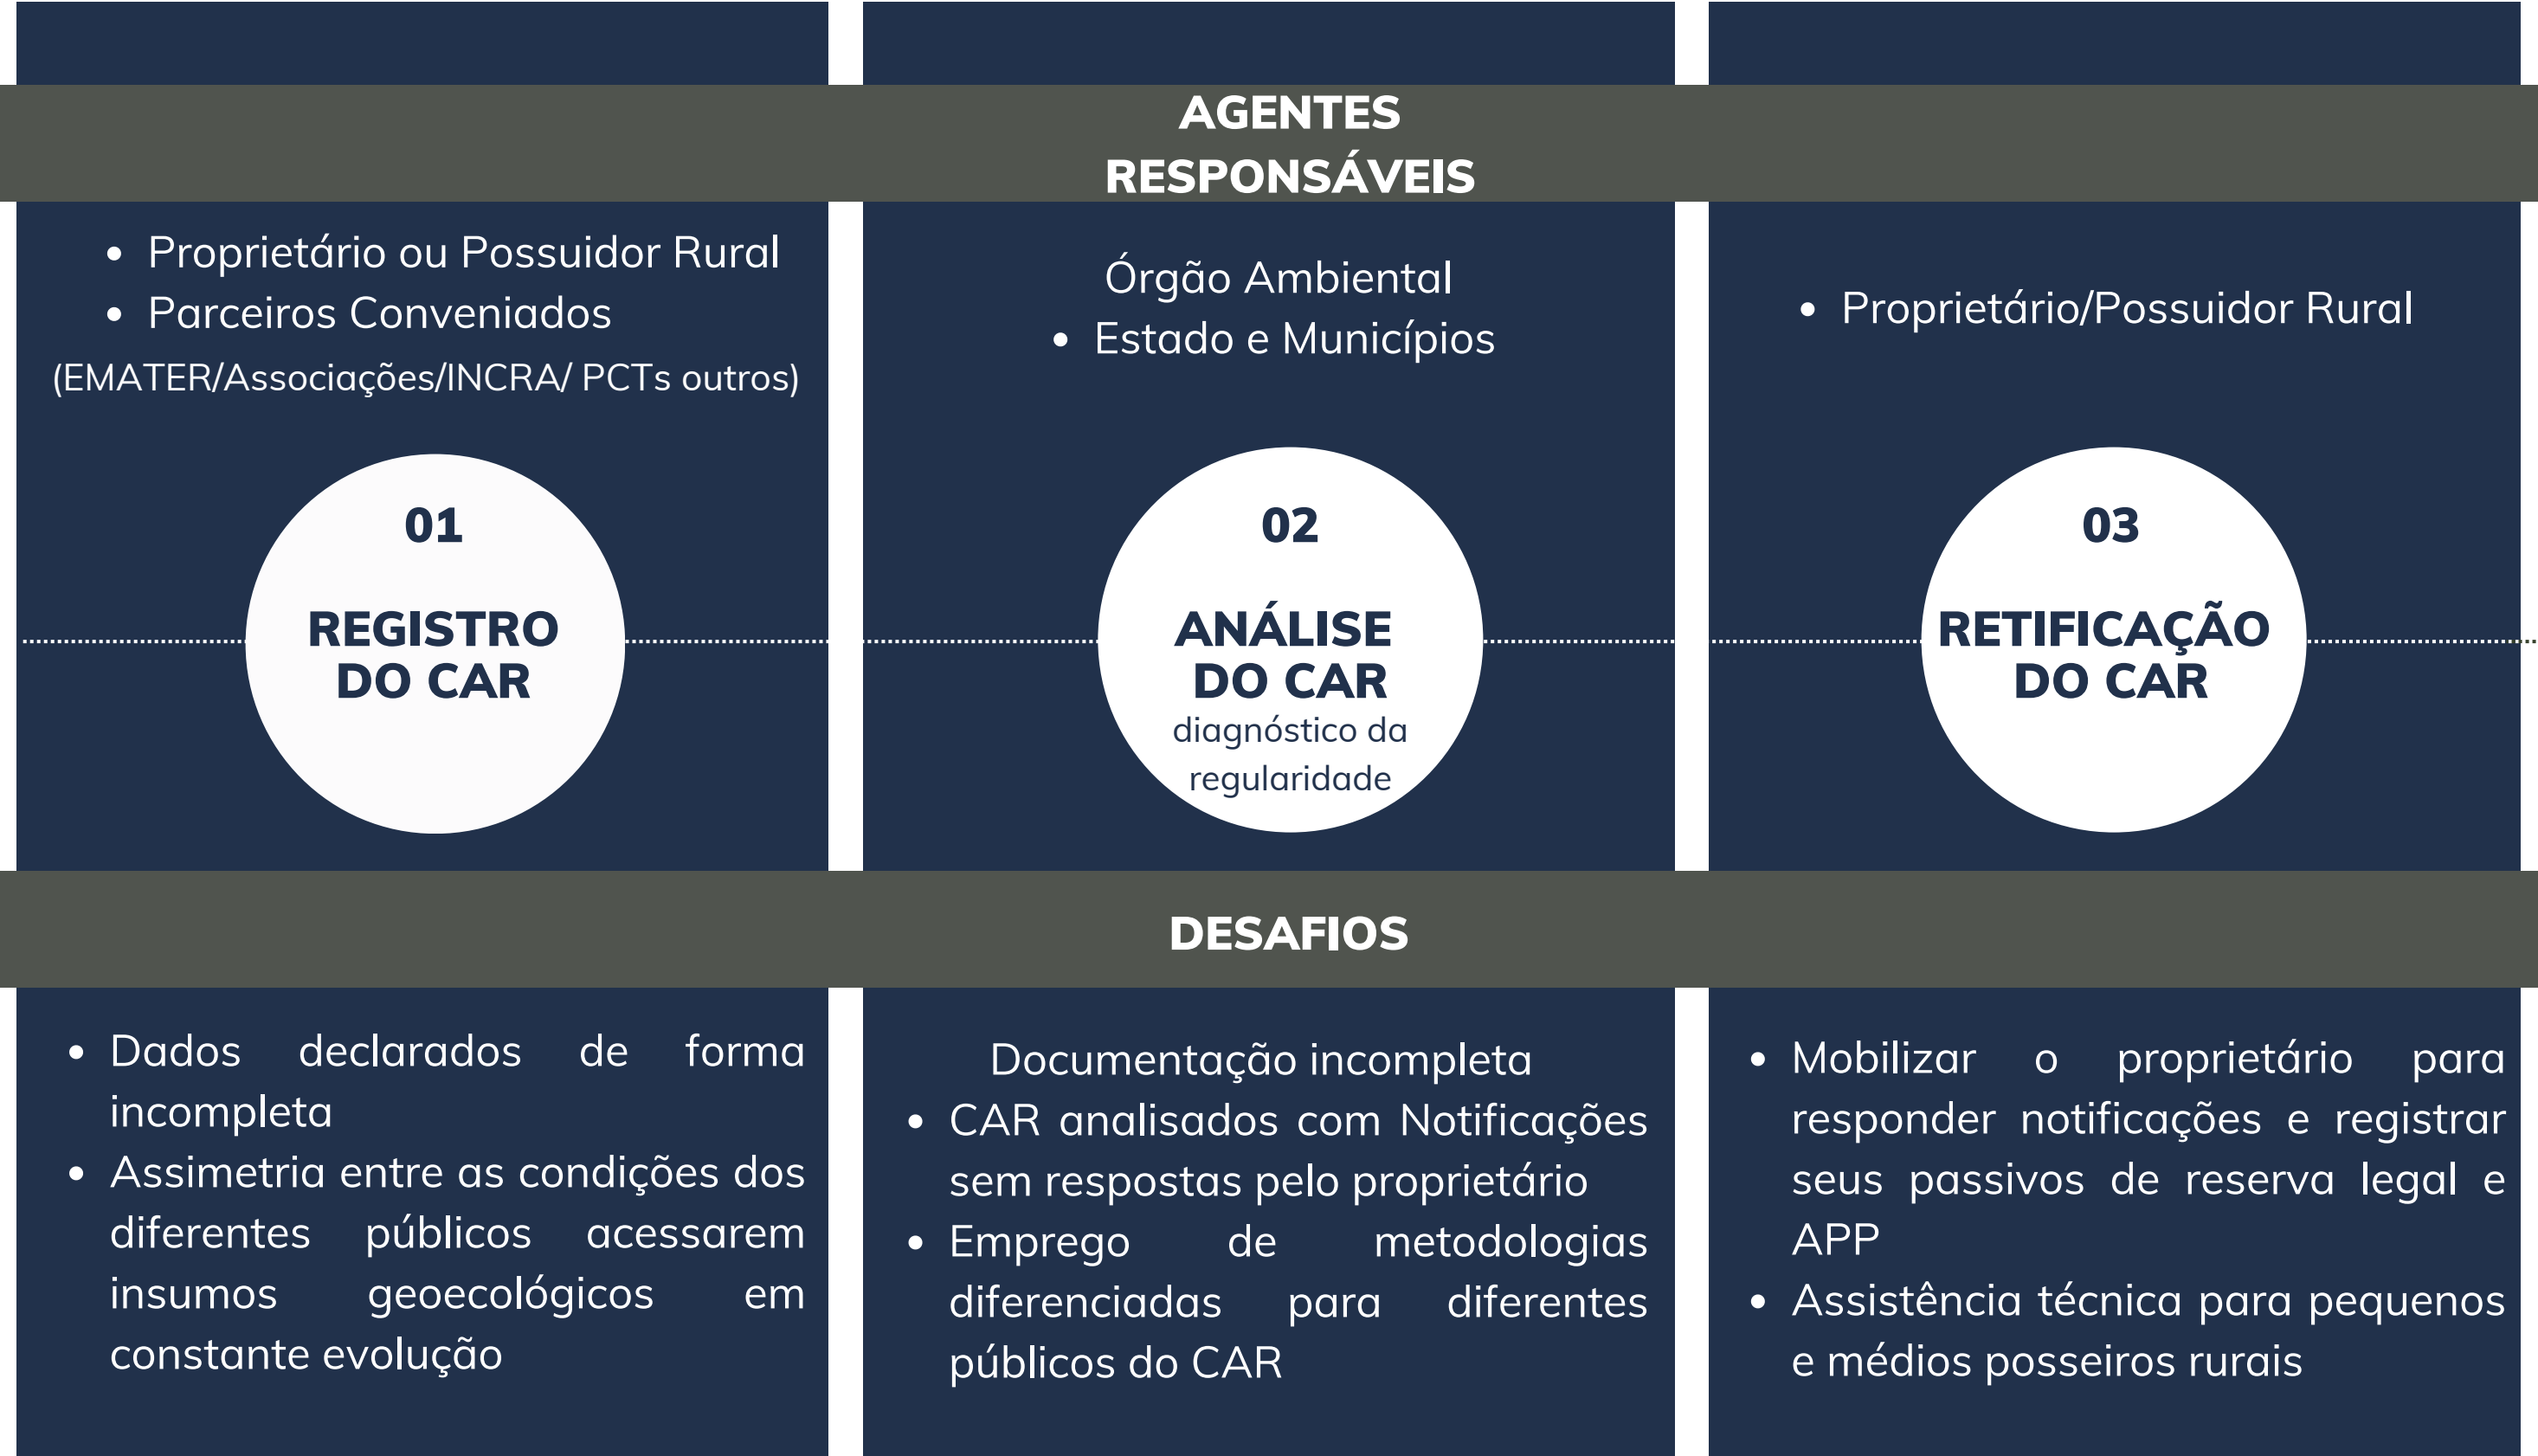 AGENTES
RESPONSÁVEIS
• Proprietário ou Possuidor Rural
• Parceiros Conveniados
(EMATER/Associações/INCRA/ PCTs outros)
Órgão Ambiental
• Estado e Municípios
• Proprietário/Possuidor Rural
01
REGISTRO
DO CAR
02
ANÁLISE
DO CAR
diagnóstico da
regularidade
03
RETIFICAÇÃO
DO CAR
DESAFIOS
• Dados declarados de forma
incompleta
• Assimetria entre as condições dos
diferentes públicos acessarem
insumos geoecológicos em
constante evolução
Documentação incompleta
• CAR analisados com Notificações
sem respostas pelo proprietário
• Emprego de metodologias
diferenciadas para diferentes
públicos do CAR
• Mobilizar o proprietário para
responder notificações e registrar
seus passivos de reserva legal e
APP
• Assistência técnica para pequenos
e médios posseiros rurais